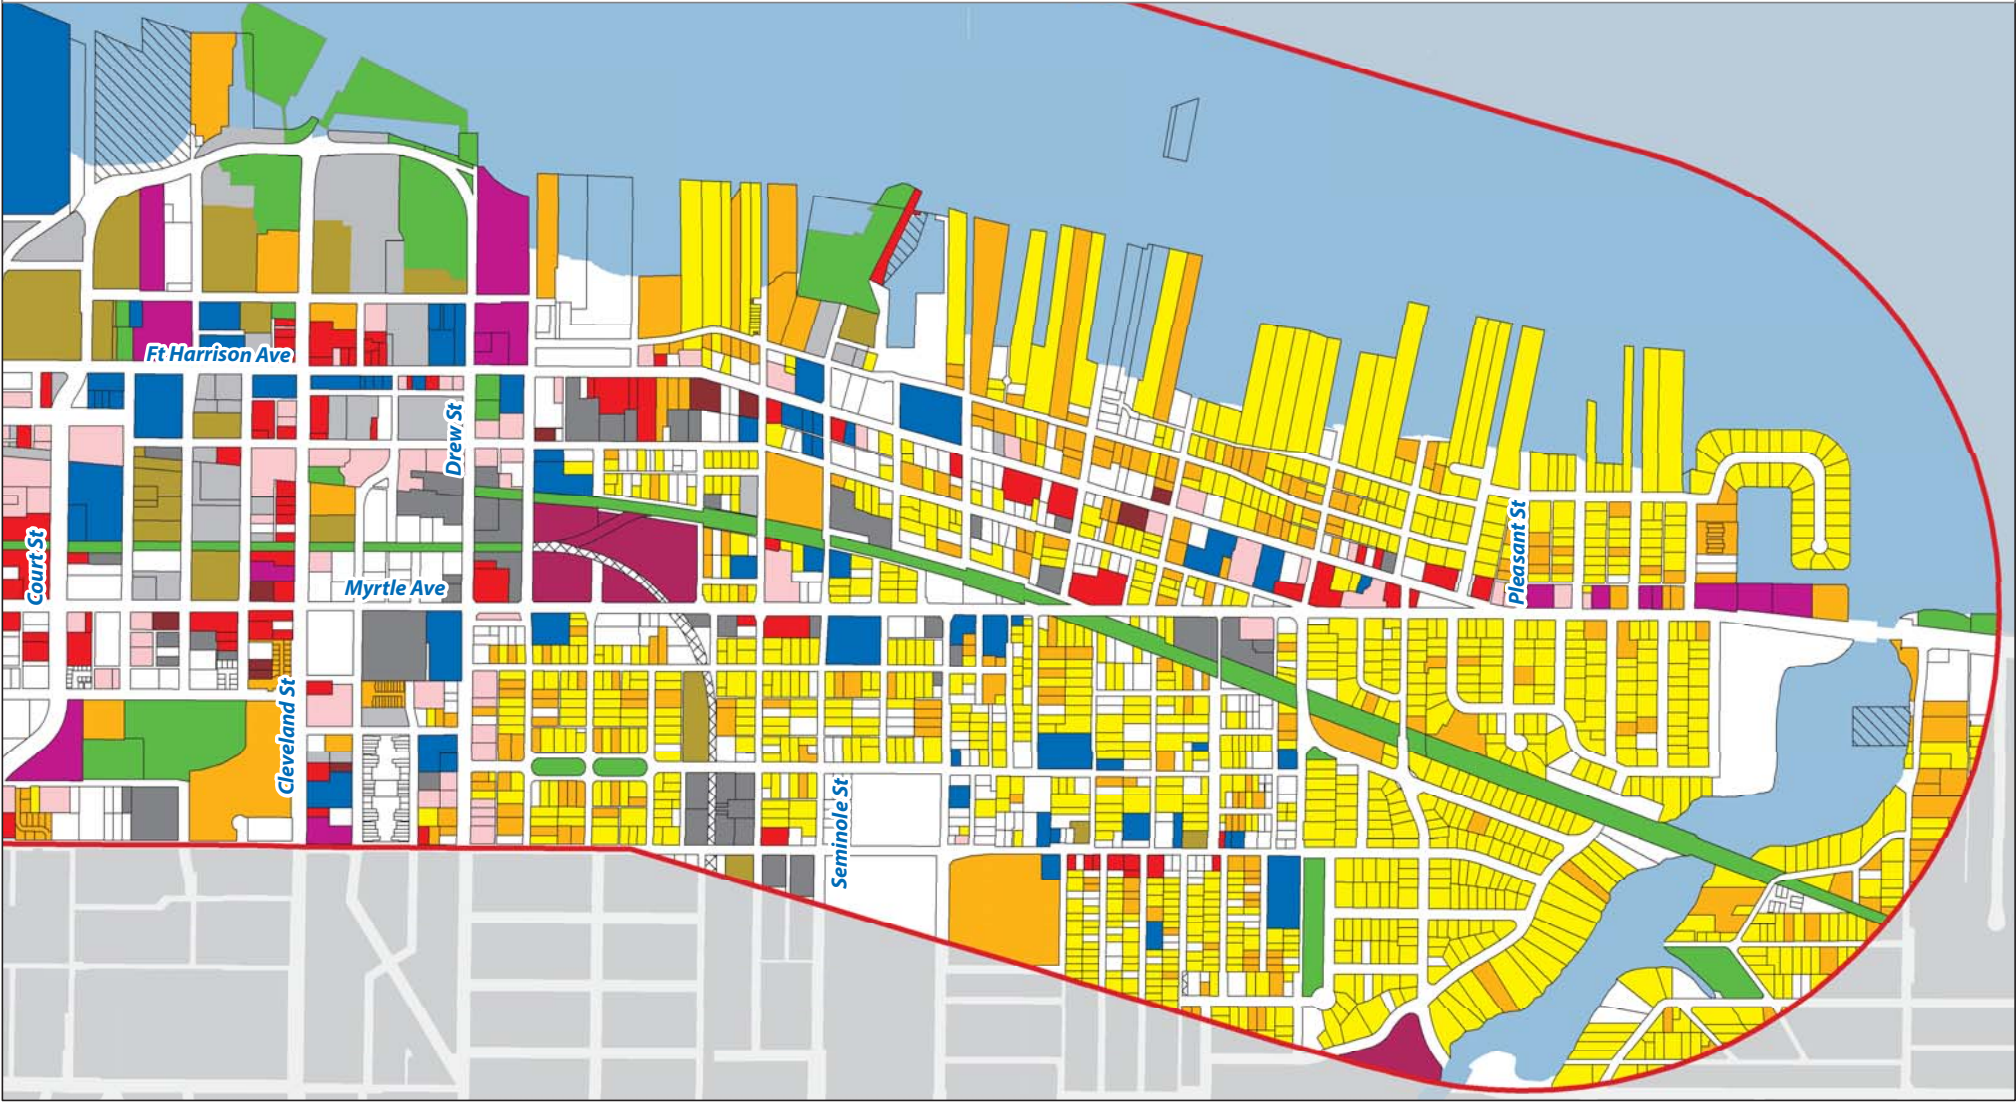 Ft Harrison Ave
Drew St
Court St
Myrtle Ave
Pleasant St
Cleveland St
Seminole St